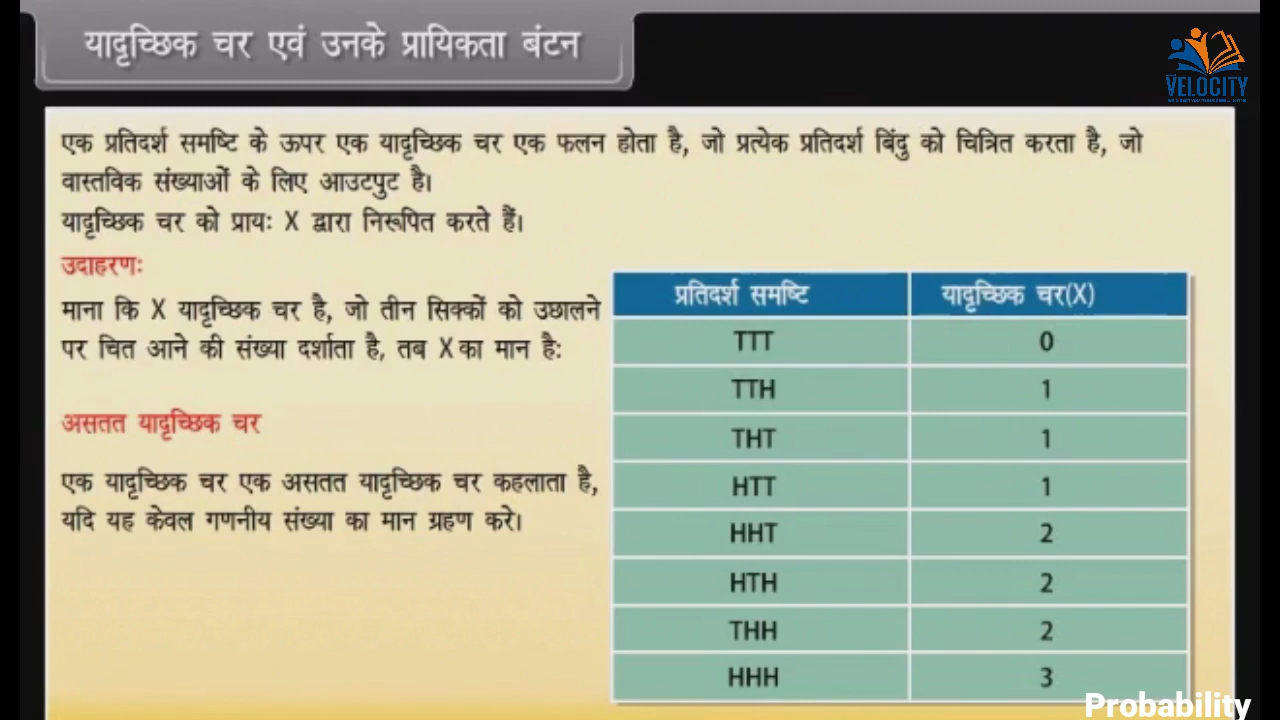 यादृच्छिक चर एवं उनके प्रायिकता बंटन
VELOCITY
एक प्रतिदर्श समष्टि के ऊपर एक यादृच्छिक चर एक फलन होता है, जो प्रत्येक प्रतिदर्श बिंदु को चित्रित करता है, जो
वास्तविक संख्याओं के लिए आउटपुट है।
यादृच्छिक चर को प्रायः X द्वारा निरूपित करते हैं।
उदाहरणः
माना कि X यादृच्छिक चर है, जो तीन सिक्कों को उछालने
पर चित आने की संख्या दर्शाता है, तब X का मान है:
असतत यादृच्छिक चर
एक यादृच्छिक चर एक असतत यादृच्छिक चर कहलाता है,
यदि यह केवल गणनीय संख्या का मान ग्रहण करे।
प्रतिदर्श समष्टि यादृच्छिक चर(X)
TTT 0
TTH 1
THT 1
HTT 1
HHT 2
HTH 2
THH 2
HHH 3
Probability